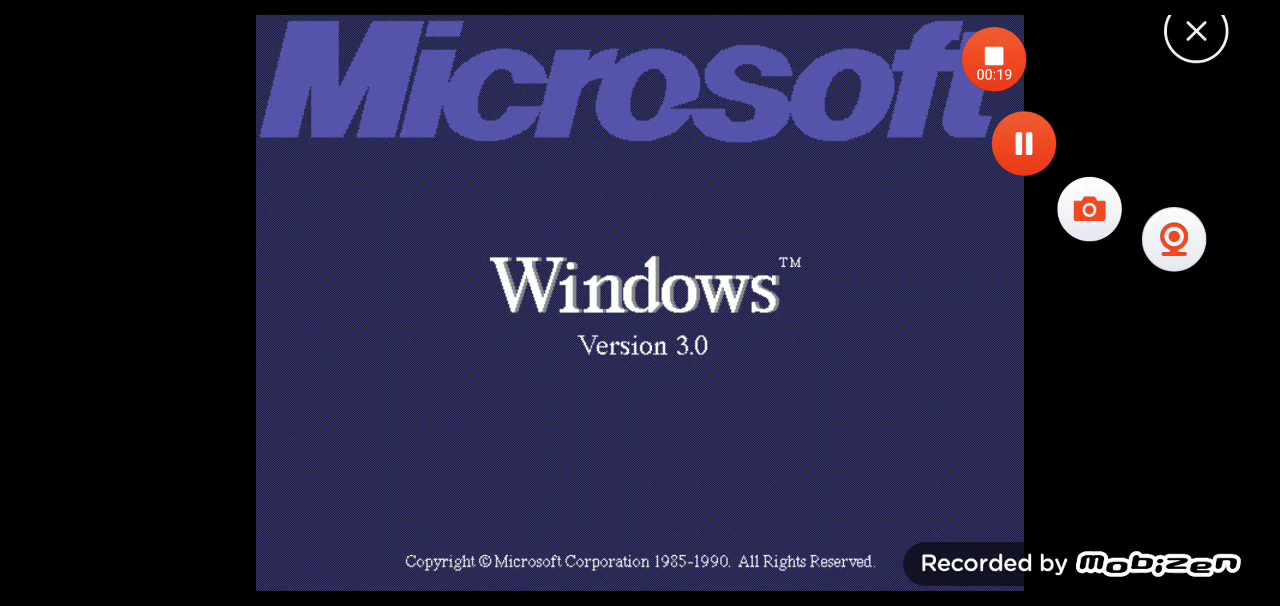 Microsoft
00:19
Windows™
Version 3.0
Copyright © Microsoft Corporation 1985-1990. All Rights Reserved.
Recorded by mobizen